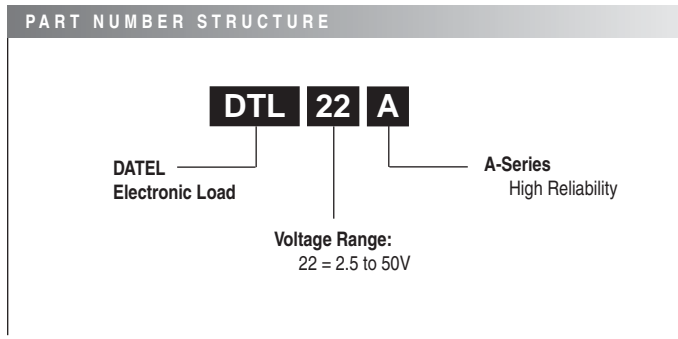 PART NUMBER STRUCTURE
DTL 22 A
DATEL
Electronic Load
A-Series
High Reliability
Voltage Range:
22 = 2.5 to 50V